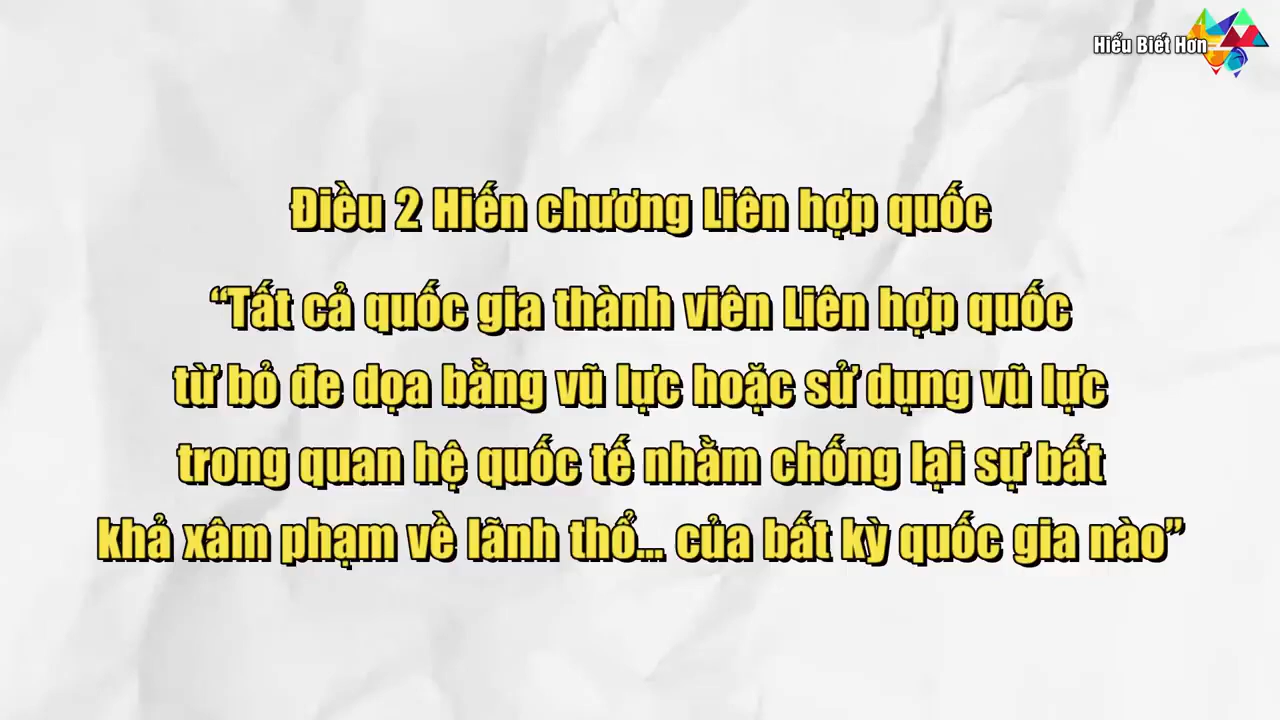 Hiểu Biết Hơn
Điều 2 Hiến chương Liên hợp quốc
“Tất cả quốc gia thành viên Liên hợp quốc
từ bỏ đe dọa bằng vũ lực hoặc sử dụng vũ lực
trong quan hệ quốc tế nhằm chống lại sự bất
khả xâm phạm về lãnh thổ... của bất kỳ quốc gia nào”